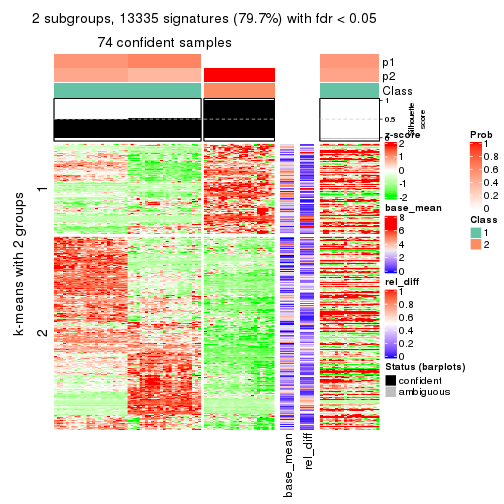 2 subgroups, 13335 signatures (79.7%) with fdr < 0.05
74 confident samples
p1
p2
Class
1
0.5
0
Silhouette
score
k-means with 2 groups
1
2
base_mean
rel_diff
z-score
2
1
0
-1
-2
base_mean
8
6
4
2
0
rel_diff
1
0.8
0.6
0.4
0.2
0
Status (barplots)
confident
ambiguous
Prob
1
0.8
0.6
0.4
0.2
0
Class
1
2